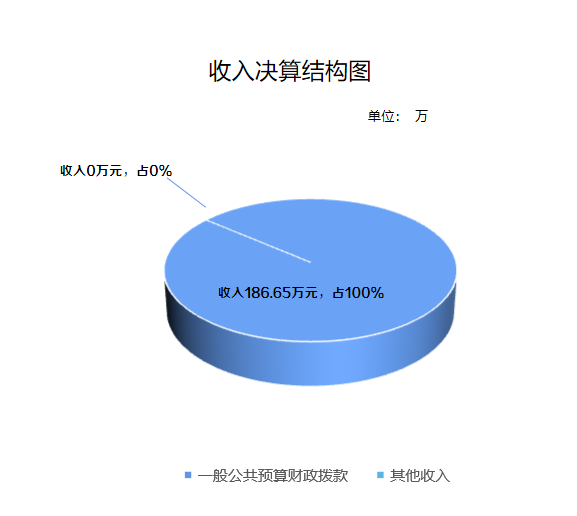 收入决算结构图
单位： 万
收入0万元，占0%
收入186.65万元，占100%
一般公共预算财政拨款 其他收入